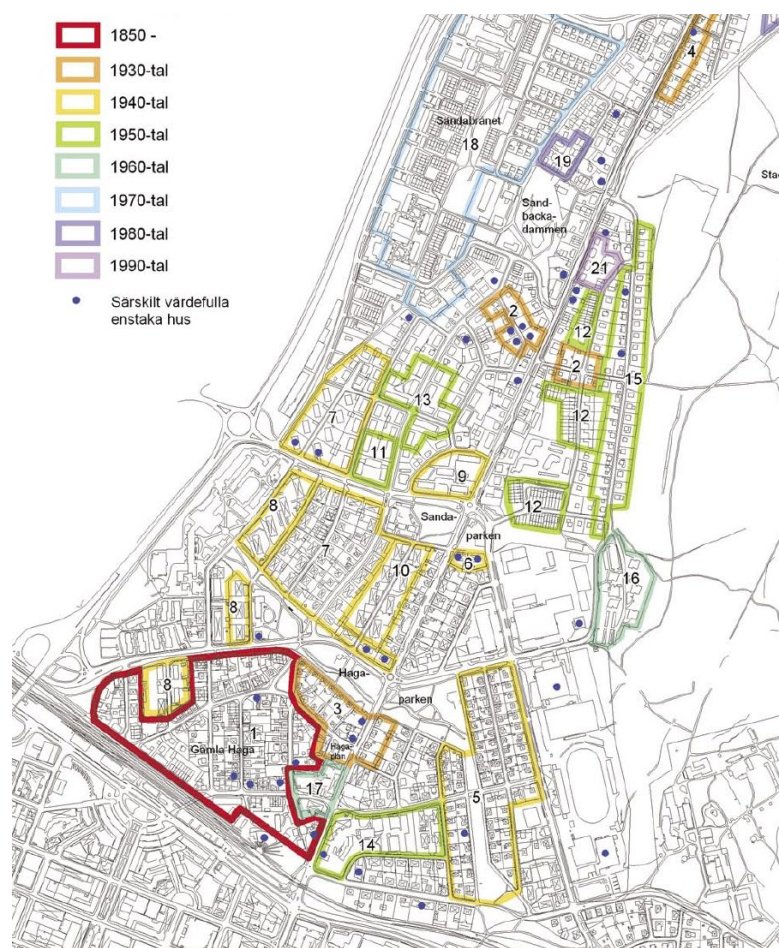 1850 -
1930-tal
1940-tal
1950-tal
1960-tal
1970-tal
1980-tal
1990-tal
Särskilt värdefulla
enstaka hus
4
Sandabranet
18
19
Sand-
backa-
dammen
21
2
12
2
15
13
7
12
11
9
8
Sanda-
parken
12
7
6
10
16
8
Haga-
8
parken
3
1
Gamla Haga
Haga-
plan
17
5
14